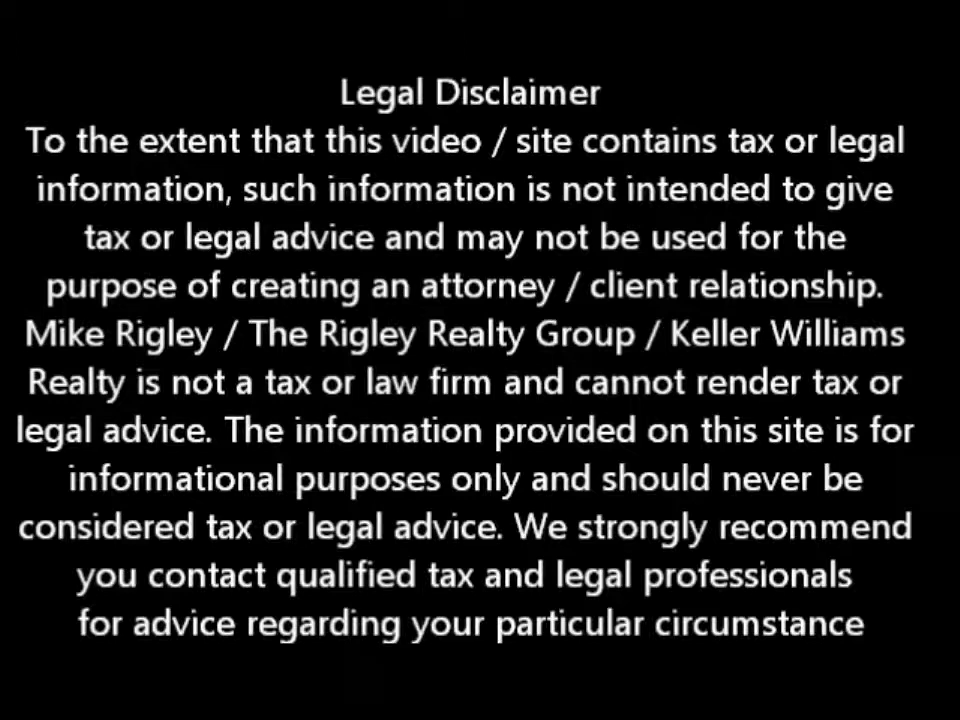 Legal Disclaimer
To the extent that this video / site contains tax or legal
information, such information is not intended to give
tax or legal advice and may not be used for the
purpose of creating an attorney / client relationship.
Mike Rigley / The Rigley Realty Group / Keller Williams
Realty is not a tax or law firm and cannot render tax or
legal advice. The information provided on this site is for
informational purposes only and should never be
considered tax or legal advice. We strongly recommend
you contact qualified tax and legal professionals
for advice regarding your particular circumstance